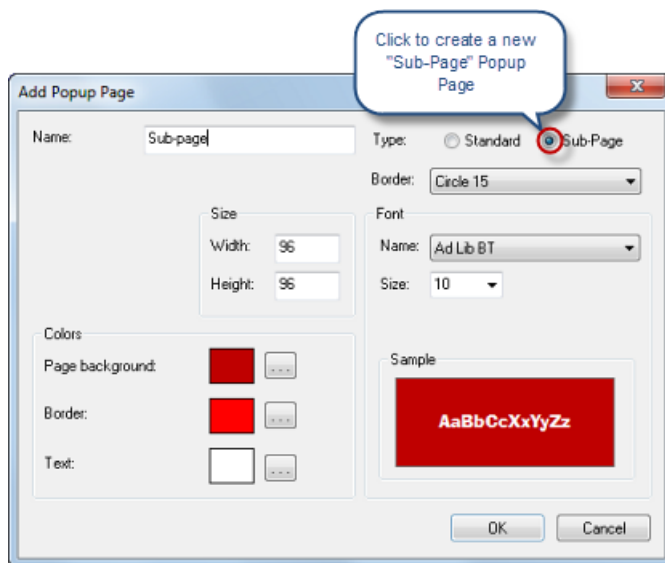 Click to create a new
"Sub-Page" Popup
Page
Add Popup Page
Name: Sub-page
Type: Standard Sub-Page
Border: Circle 15
Size
Width: 96
Height: 96
Font
Name: Ad Lib BT
Size: 10
Colors
Page background: ...
Border: ...
Text: ...
Sample
AaBbCcXxYyZz
OK Cancel